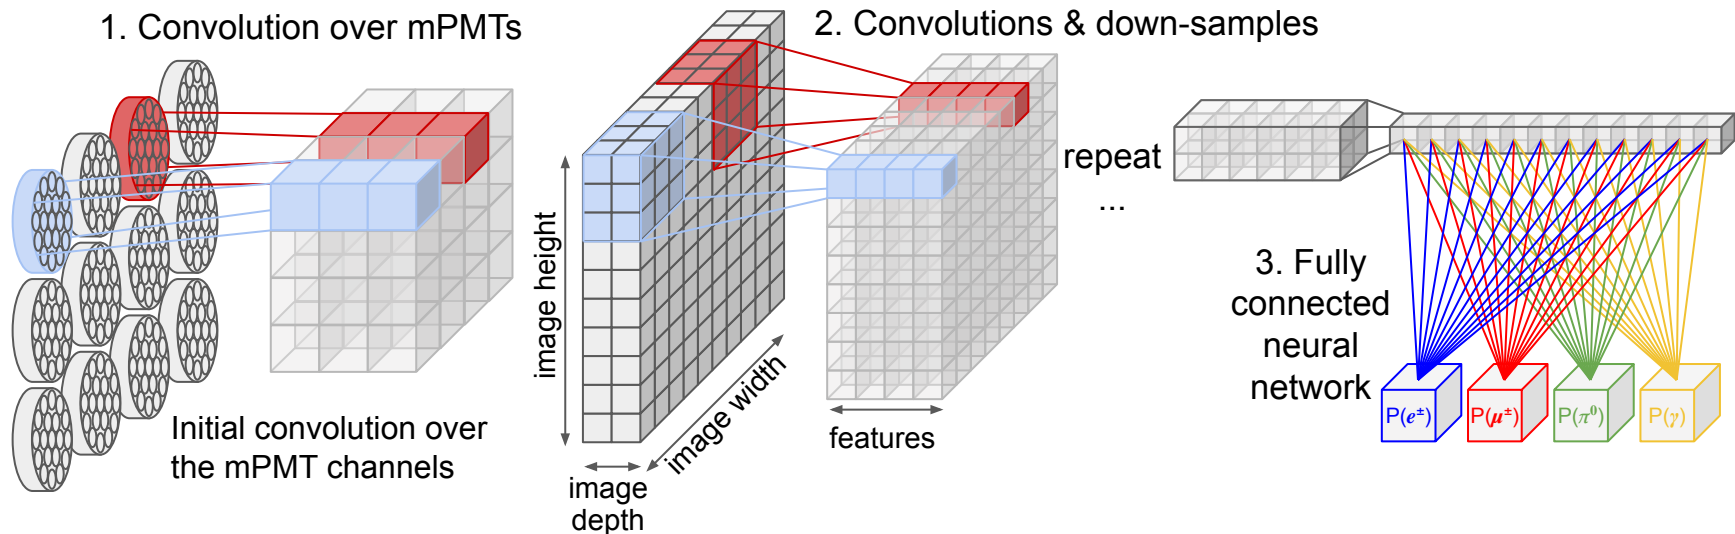 1. Convolution over mPMTs
Initial convolution over
the mPMT channels
2. Convolutions & down-samples
image height
image width
image
depth
features
repeat
...
3. Fully
connected
neural
network
P(e±)
P(μ±)
P(π⁰)
P(γ)